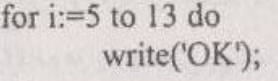 for i:=5 to 13 do
write('OK');